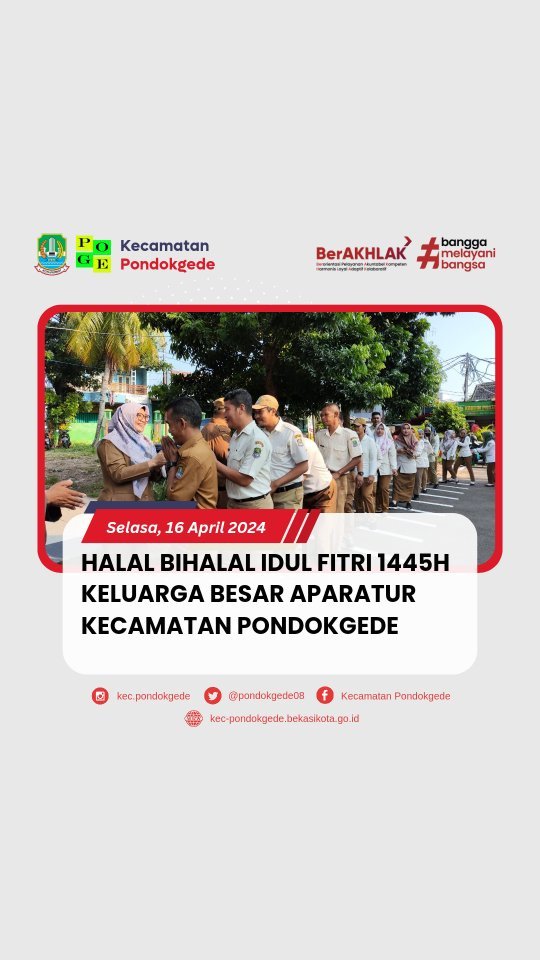 POGE
Kecamatan
Pondokgede
BerAKHLAK
Berorientasi Pelayanan Akuntabel Kompeten
Harmonis Loyal Adaptif Kolaboratif
#bangga
melayani
bangsa
Selasa, 16 April 2024
HALAL BIHALAL IDUL FITRI 1445H
KELUARGA BESAR APARATUR
KECAMATAN PONDOKGEDE
kec.pondokgede @pondokgede08 Kecamatan Pondokgede
kec-pondokgede.bekasikota.go.id